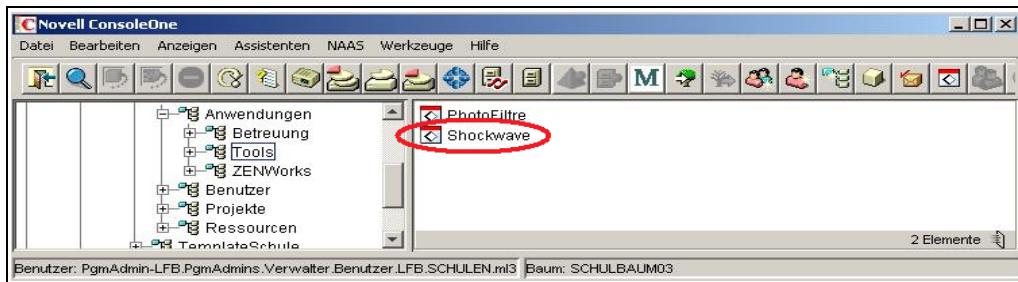 Novell ConsoleOne
Datei Bearbeiten Anzeigen Assistenten NAAS Werkzeuge Hilfe
M
Anwendungen
Betreuung
Tools
ZENWorks
Benutzer
Projekte
Ressourcen
TemplateSchule
PhotoFiltre
Shockwave
2 Elemente
Benutzer: PgmAdmin-LFB.PgmAdmins.Verwalter.Benutzer.LFB.SCHULEN.ml3 Baum: SCHULBAUM03